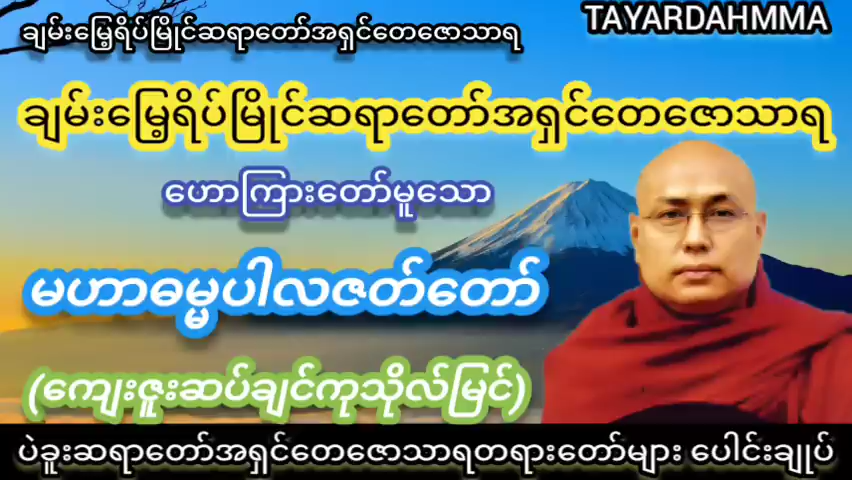 TAYARDAHMMA
ချမ်းမြေ့ရိပ်မြိုင်ဆရာတော်အရှင်တေဇောသာရ
ချမ်းမြေ့ရိပ်မြိုင်ဆရာတော်အရှင်တေဇောသာရ
ဟောကြားတော်မူသော
မဟာဓမ္မပါလဇတ်တော်
(ကျေးဇူးဆပ်ချင်ကုသိုလ်မြင်)
ပဲခူးဆရာတော်အရှင်တေဇောသာရတရားတော်များ ပေါင်းချုပ်